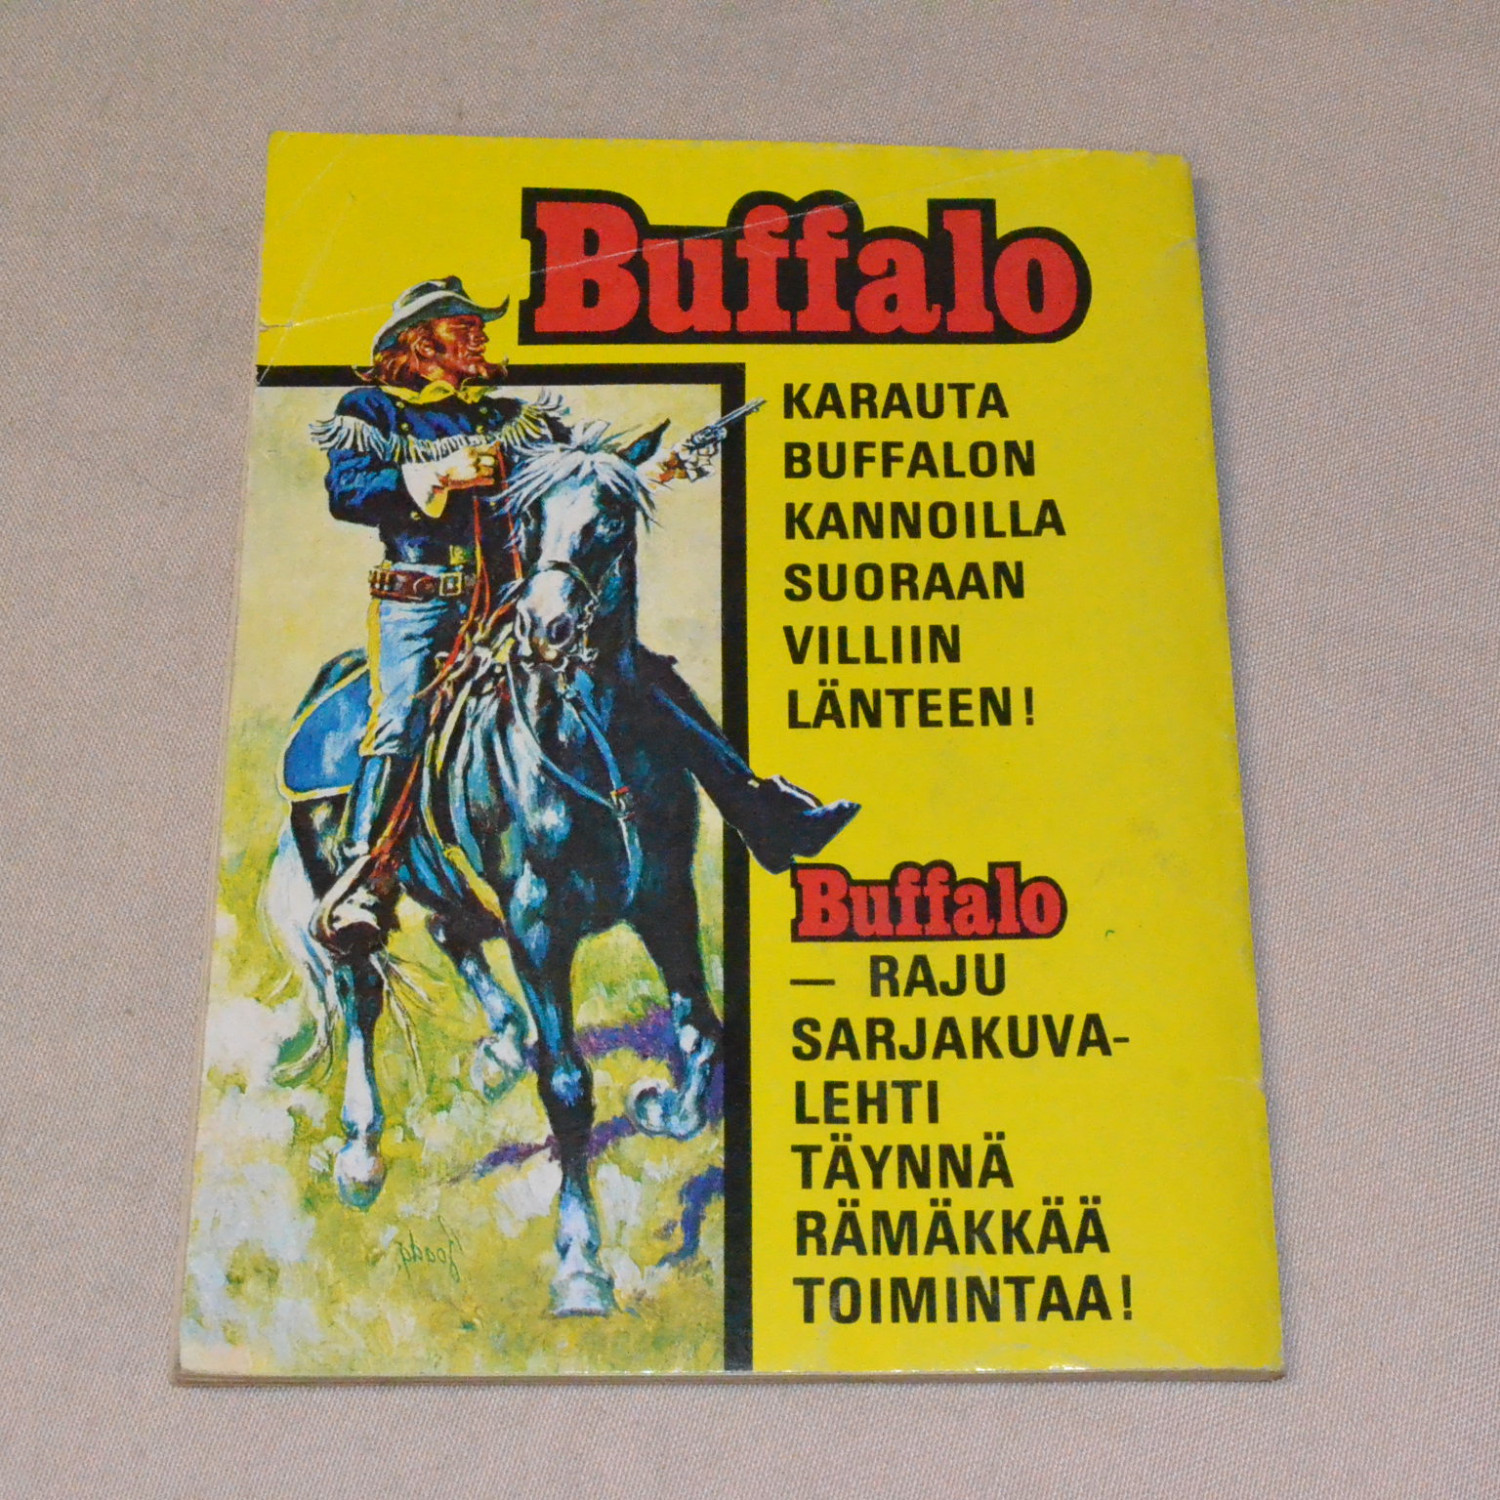 Buffalo
KARAUTA
BUFFALON
KANNOILLA
SUORAAN
VILLIIN
LÄNTEEN!
Buffalo
— RAJU
SARJAKUVA-
LEHTI
TÄYNNÄ
RÄMÄKKÄÄ
TOIMINTAA!